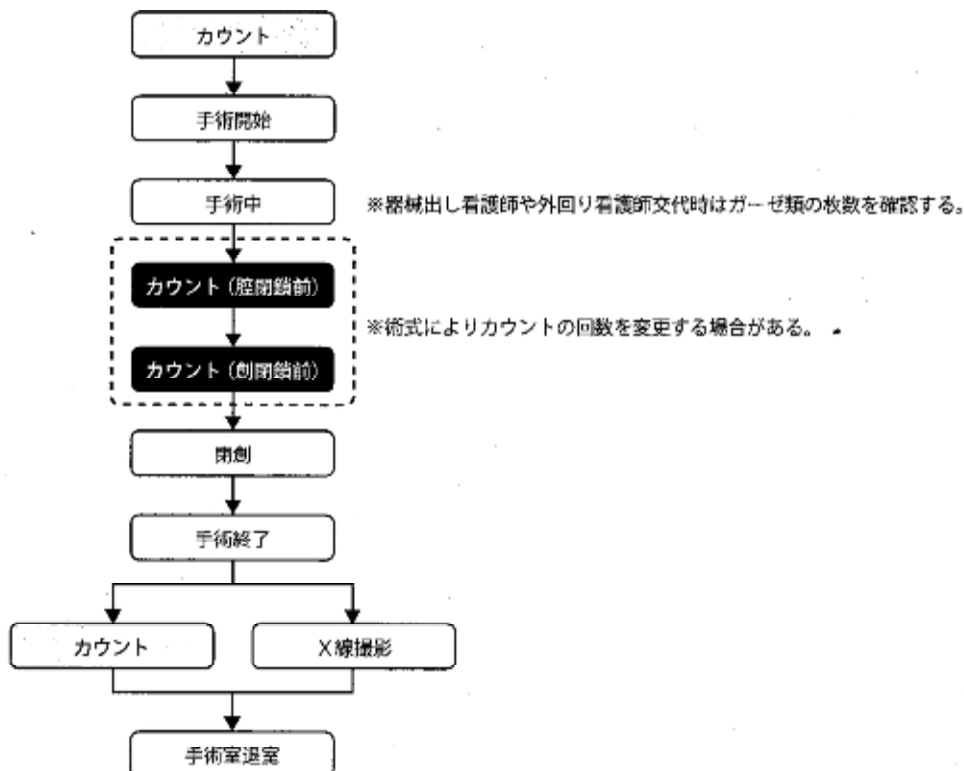 カウント
手術開始
手術中
※器械出し看護師や外回り看護師交代時はガーゼ類の枚数を確認する。
カウント（腔閉鎖前）
※術式によりカウントの回数を変更する場合がある。
カウント（創閉鎖前）
閉創
手術終了
カウント
X線撮影
手術室退室